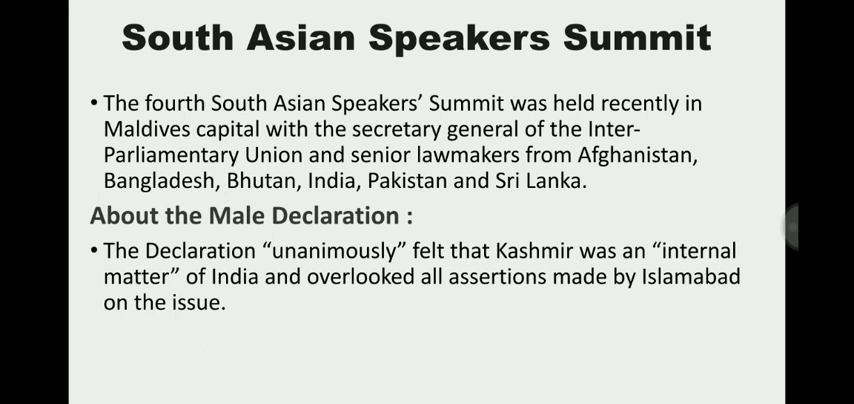 South Asian Speakers Summit
• The fourth South Asian Speakers’ Summit was held recently in
Maldives capital with the secretary general of the Inter-
Parliamentary Union and senior lawmakers from Afghanistan,
Bangladesh, Bhutan, India, Pakistan and Sri Lanka.
About the Male Declaration :
• The Declaration “unanimously” felt that Kashmir was an “internal
matter” of India and overlooked all assertions made by Islamabad
on the issue.